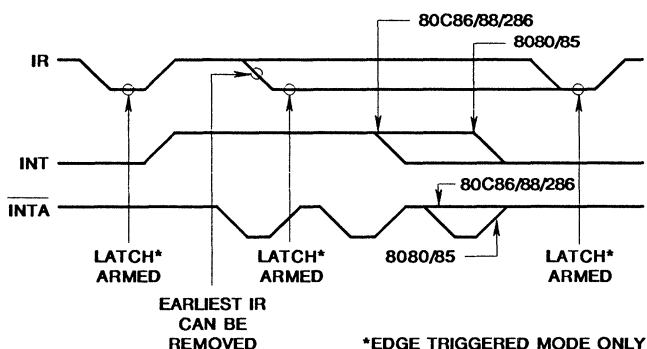 80C86/88/286
8080/85
IR
INT
80C86/88/286
INTA
8080/85
LATCH*
ARMED
LATCH*
ARMED
LATCH*
ARMED
EARLIEST IR
CAN BE
REMOVED
*EDGE TRIGGERED MODE ONLY